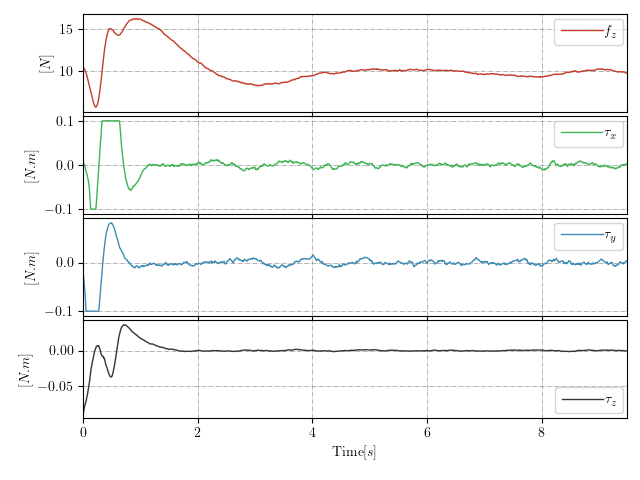 15
10
[N]
f_z
0.1
0.0
−0.1
[N.m]
τ_x
0.0
−0.1
[N.m]
τ_y
0.00
−0.05
[N.m]
τ_z
0 2 4 6 8
Time[s]